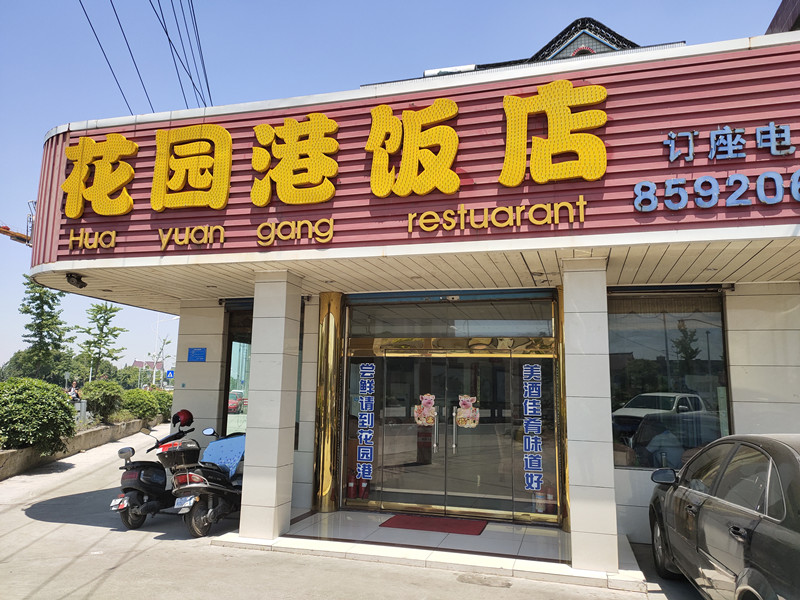 花园港饭店
Hua yuan gang restuarant
订座电
859206
尝鲜请到花园港
美酒佳肴味道好